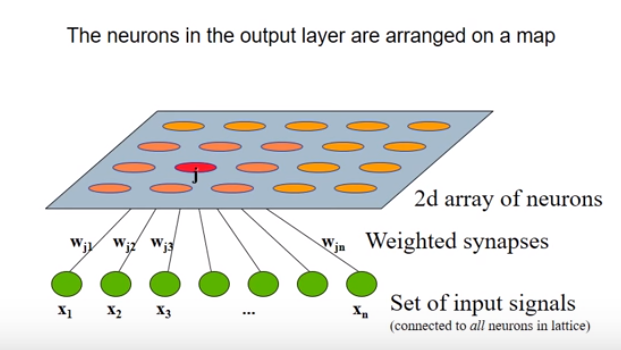 The neurons in the output layer are arranged on a map
j
2d array of neurons
wj1 wj2 wj3 wjn Weighted synapses
x1 x2 x3 ... xn Set of input signals
(connected to all neurons in lattice)